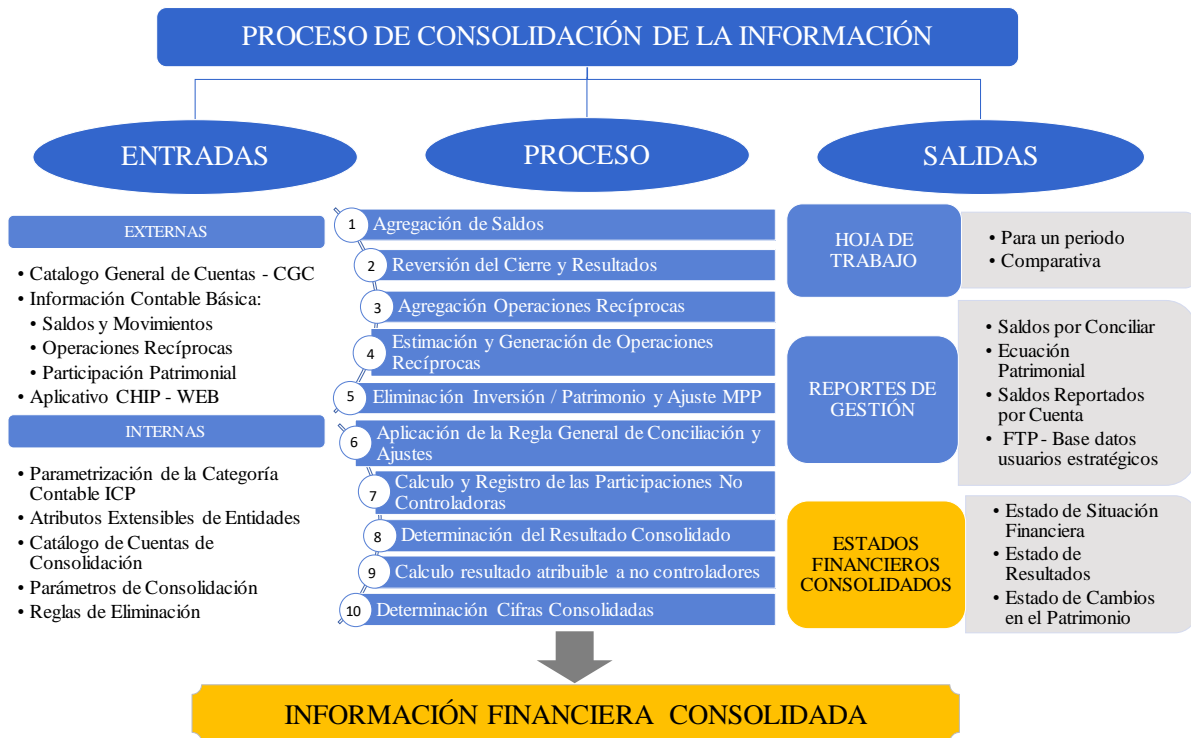 PROCESO DE CONSOLIDACIÓN DE LA INFORMACIÓN
ENTRADAS
EXTERNAS
• Catalogo General de Cuentas - CGC
• Información Contable Básica:
• Saldos y Movimientos
• Operaciones Recíprocas
• Participación Patrimonial
• Aplicativo CHIP - WEB
INTERNAS
• Parametrización de la Categoría
Contable ICP
• Atributos Extensibles de Entidades
• Catálogo de Cuentas de
Consolidación
• Parámetros de Consolidación
• Reglas de Eliminación
PROCESO
1 Agregación de Saldos
2 Reversión del Cierre y Resultados
3 Agregación Operaciones Recíprocas
4 Estimación y Generación de Operaciones
Recíprocas
5 Eliminación Inversión / Patrimonio y Ajuste MPP
6 Aplicación de la Regla General de Conciliación y
Ajustes
7 Calculo y Registro de las Participaciones No
Controladoras
8 Determinación del Resultado Consolidado
9 Calculo resultado atribuible a no controladores
10 Determinación Cifras Consolidadas
SALIDAS
HOJA DE
TRABAJO
• Para un periodo
• Comparativa
REPORTES DE
GESTIÓN
• Saldos por Conciliar
• Ecuación
Patrimonial
• Saldos Reportados
por Cuenta
• FTP - Base datos
usuarios estratégicos
ESTADOS
FINANCIEROS
CONSOLIDADOS
• Estado de Situación
Financiera
• Estado de
Resultados
• Estado de Cambios
en el Patrimonio
INFORMACIÓN FINANCIERA CONSOLIDADA